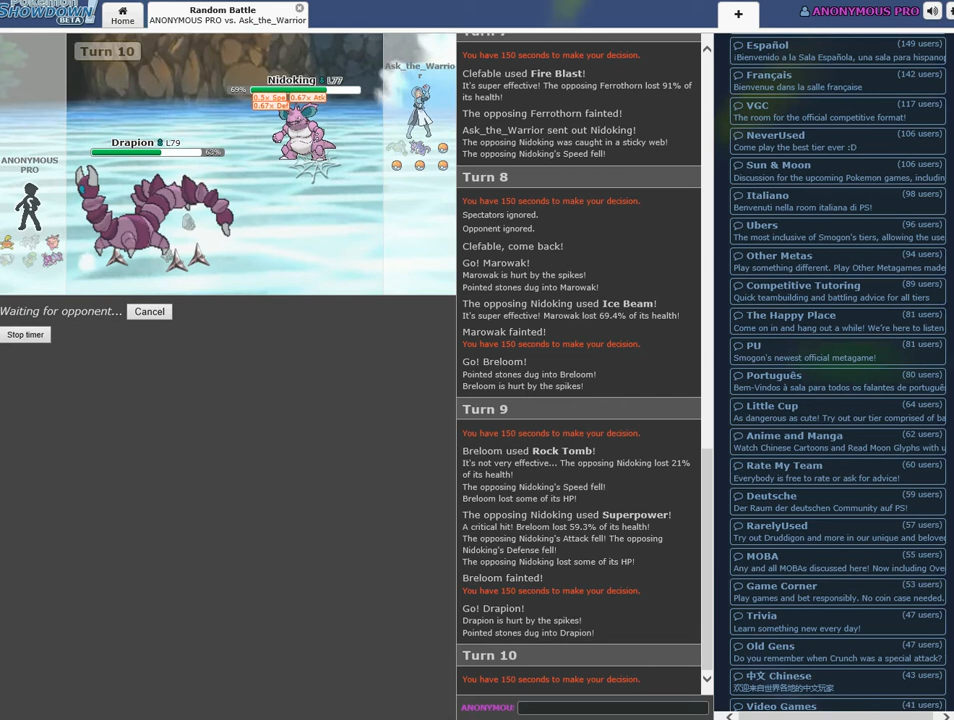 Pokémon
SHOWDOWN
BETA
Home
Random Battle
ANONYMOUS PRO vs. Ask_the_Warrior
+
ANONYMOUS PRO
Turn 10
Nidoking L77
69%
0.5x Spe 0.67x Atk
0.67x Def
Drapion L79
63%
ANONYMOUS
PRO
Ask_the_Warrio
r
Waiting for opponent... Cancel
Stop timer
Turn 7
You have 150 seconds to make your decision.
Clefable used Fire Blast!
It's super effective! The opposing Ferrothorn lost 91% of
its health!
The opposing Ferrothorn fainted!
Ask_the_Warrior sent out Nidoking!
The opposing Nidoking was caught in a sticky web!
The opposing Nidoking's Speed fell!
Turn 8
You have 150 seconds to make your decision.
Spectators ignored.
Opponent ignored.
Clefable, come back!
Go! Marowak!
Marowak is hurt by the spikes!
Pointed stones dug into Marowak!
The opposing Nidoking used Ice Beam!
It's super effective! Marowak lost 69.4% of its health!
Marowak fainted!
You have 150 seconds to make your decision.
Go! Breloom!
Pointed stones dug into Breloom!
Breloom is hurt by the spikes!
Turn 9
You have 150 seconds to make your decision.
Breloom used Rock Tomb!
It's not very effective... The opposing Nidoking lost 21%
of its health!
The opposing Nidoking's Speed fell!
Breloom lost some of its HP!
The opposing Nidoking used Superpower!
A critical hit! Breloom lost 59.3% of its health!
The opposing Nidoking's Attack fell! The opposing
Nidoking's Defense fell!
The opposing Nidoking lost some of its HP!
Breloom fainted!
You have 150 seconds to make your decision.
Go! Drapion!
Drapion is hurt by the spikes!
Pointed stones dug into Drapion!
Turn 10
You have 150 seconds to make your decision.
ANONYMOU:
Español (149 users)
¡Bienvenido a la Sala Española, una sala para hispano
Français (142 users)
Bienvenue dans la salle française
VGC (117 users)
The room for the official competitive format!
NeverUsed (106 users)
Come play the best tier ever :D
Sun & Moon (106 users)
Discussion for the upcoming Pokemon games, includin
Italiano (98 users)
Benvenuti nella room italiana di PS!
Ubers (96 users)
The most inclusive of Smogon's tiers, allowing the use
Other Metas (94 users)
Play something different. Play Other Metagames made
Competitive Tutoring (89 users)
Quick teambuilding and battling advice for all tiers
The Happy Place (81 users)
Come on in and hang out a while! We're here to listen
PU (81 users)
Smogon's newest official metagame!
Português (80 users)
Bem-Vindos à sala para todos os falantes de portuguê
Little Cup (64 users)
As dangerous as cute! Try out our tier comprised of ba
Anime and Manga (62 users)
Watch Chinese Cartoons and Read Moon Glyphs with u
Rate My Team (60 users)
Everybody is free to rate or ask for advice!
Deutsche (59 users)
Der Raum der deutschen Community auf PS!
RarelyUsed (57 users)
Try out Druddigon and more in our unique and belove
MOBA (55 users)
Any and all MOBAs discussed here! Now including Ove
Game Corner (53 users)
Play games and bet responsibly. No coin case needed.
Trivia (47 users)
Learn something new every day!
Old Gens (47 users)
Do you remember when Crunch was a special attack?
中文 Chinese (43 users)
欢迎来自世界各地的中文玩家
Video Games (41 users)